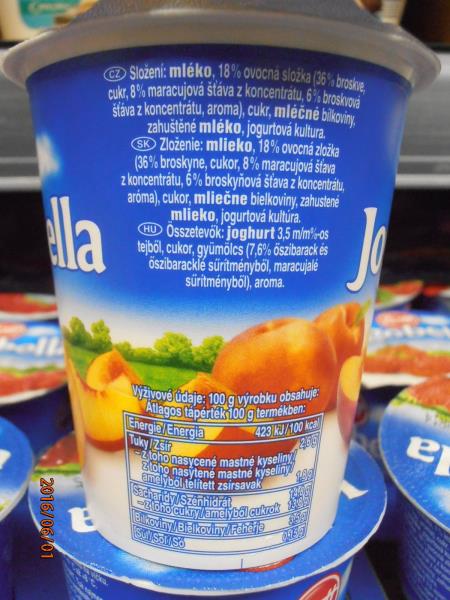 CZ Složení: mléko, 18% ovocná složka (36% broskve,
cukr, 8% maracujová šťáva z koncentrátu, 6% broskvová
šťáva z koncentrátu, aroma), cukr, mléčné bílkoviny,
zahuštěné mléko, jogurtová kultura.
SK Zloženie: mlieko, 18% ovocná zložka
(36% broskyne, cukor, 8% maracujová šťava
z koncentrátu, 6% broskyňová šťava z koncentrátu,
aróma), cukor, mliečne bielkoviny, zahustené
mlieko, jogurtová kultúra.
HU Összetevők: joghurt 3,5 m/m%-os
tejből, cukor, gyümölcs (7,6% őszibarack és
őszibaracklé sűrítményből, maracujalé
sűrítményből), aroma.
ella
Jo
Výživové údaje: 100 g výrobku obsahuje:
Átlagos tápérték 100 g termékben:
Energie/Energia 423 kJ/100 kcal
Tuky/Zsír
- z toho nasycené mastné kyseliny/
z toho nasýtené mastné kyseliny/
amelyből telített zsírsavak
Sacharidy/Szénhidrát
- z toho cukry/amelyből cukrok
Bílkoviny/Bielkoviny/Fehérje
Sůl/Soľ/Só
2016/06/01